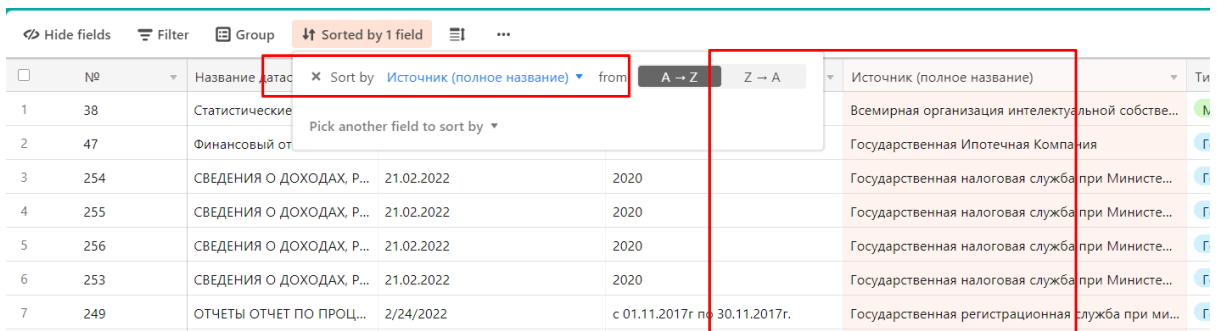 Hide fields Filter Group Sorted by 1 field
Nº Название датас Источник (полное название) Ти
× Sort by Источник (полное название) from A → Z Z → A
Pick another field to sort by
1 38 Статистические Всемирная организация интеллектуальной собстве...
2 47 Финансовый от Государственная Ипотечная Компания
3 254 СВЕДЕНИЯ О ДОХОДАХ, Р... 21.02.2022 2020 Государственная налоговая служба при Министе...
4 255 СВЕДЕНИЯ О ДОХОДАХ, Р... 21.02.2022 2020 Государственная налоговая служба при Министе...
5 256 СВЕДЕНИЯ О ДОХОДАХ, Р... 21.02.2022 2020 Государственная налоговая служба при Министе...
6 253 СВЕДЕНИЯ О ДОХОДАХ, Р... 21.02.2022 2020 Государственная налоговая служба при Министе...
7 249 ОТЧЕТЫ ОТЧЕТ ПО ПРОЦ... 2/24/2022 с 01.11.2017г по 30.11.2017г. Государственная регистрационная служба при ми...